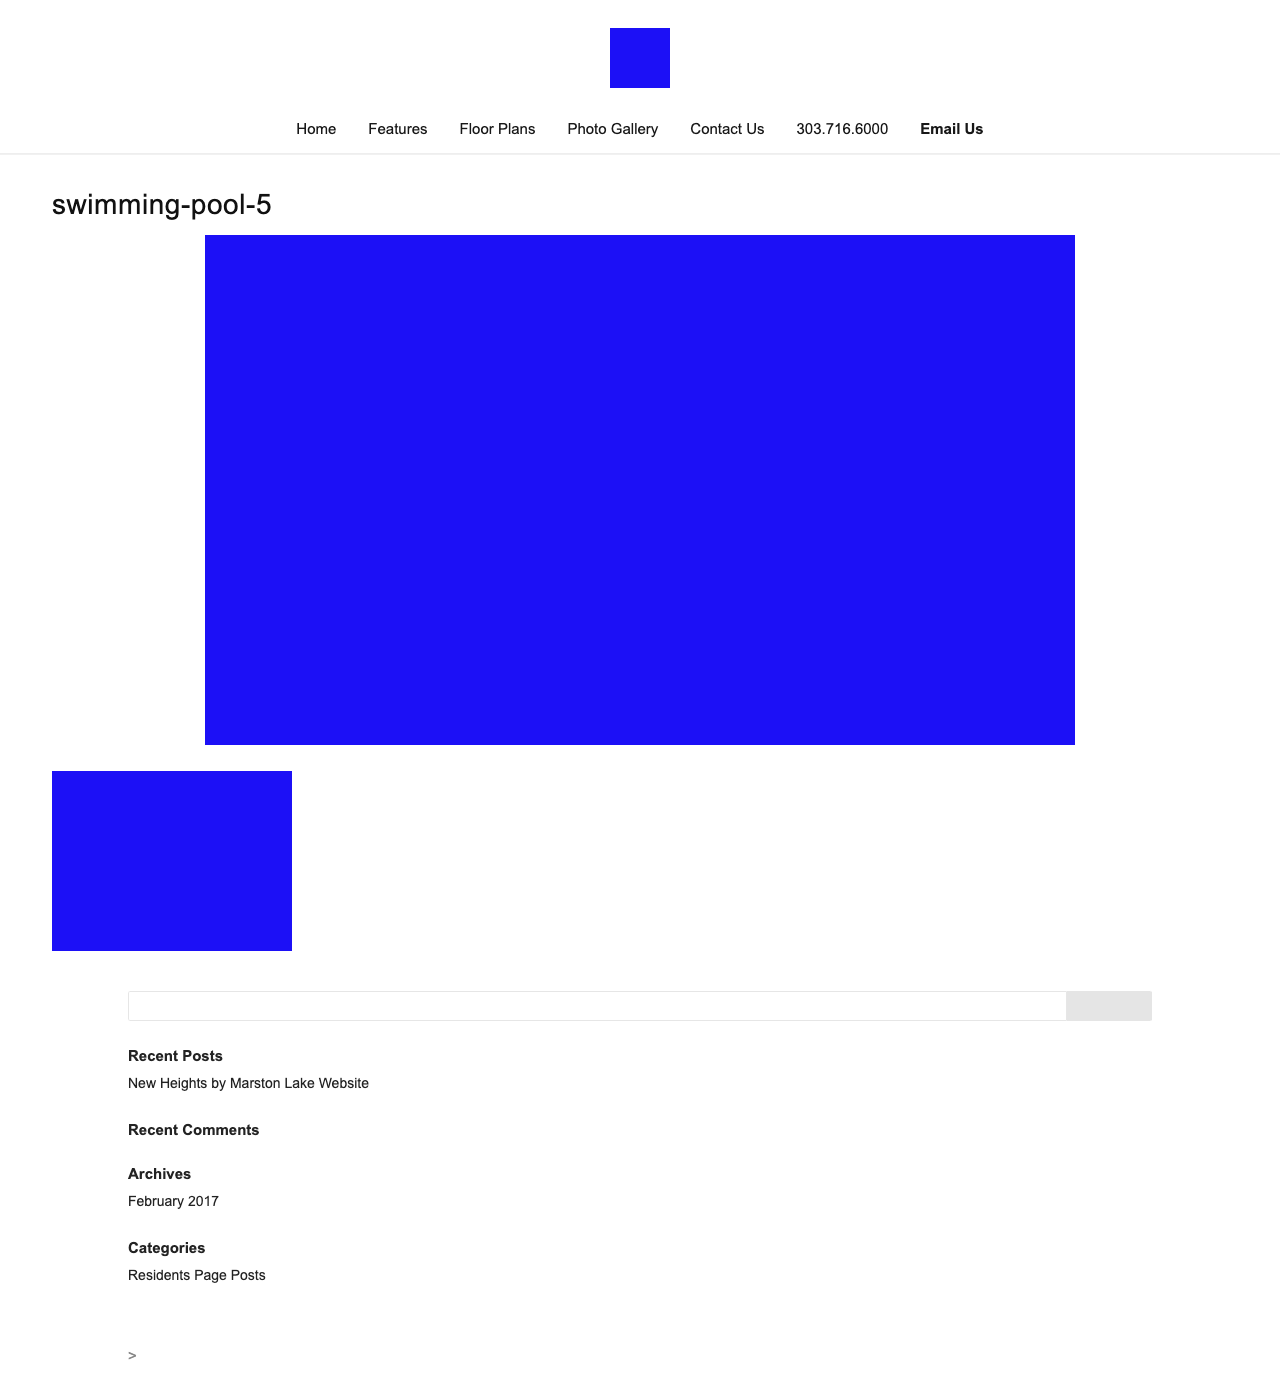 Home Features Floor Plans Photo Gallery Contact Us 303.716.6000 Email Us
swimming-pool-5
Recent Posts
New Heights by Marston Lake Website
Recent Comments
Archives
February 2017
Categories
Residents Page Posts
>